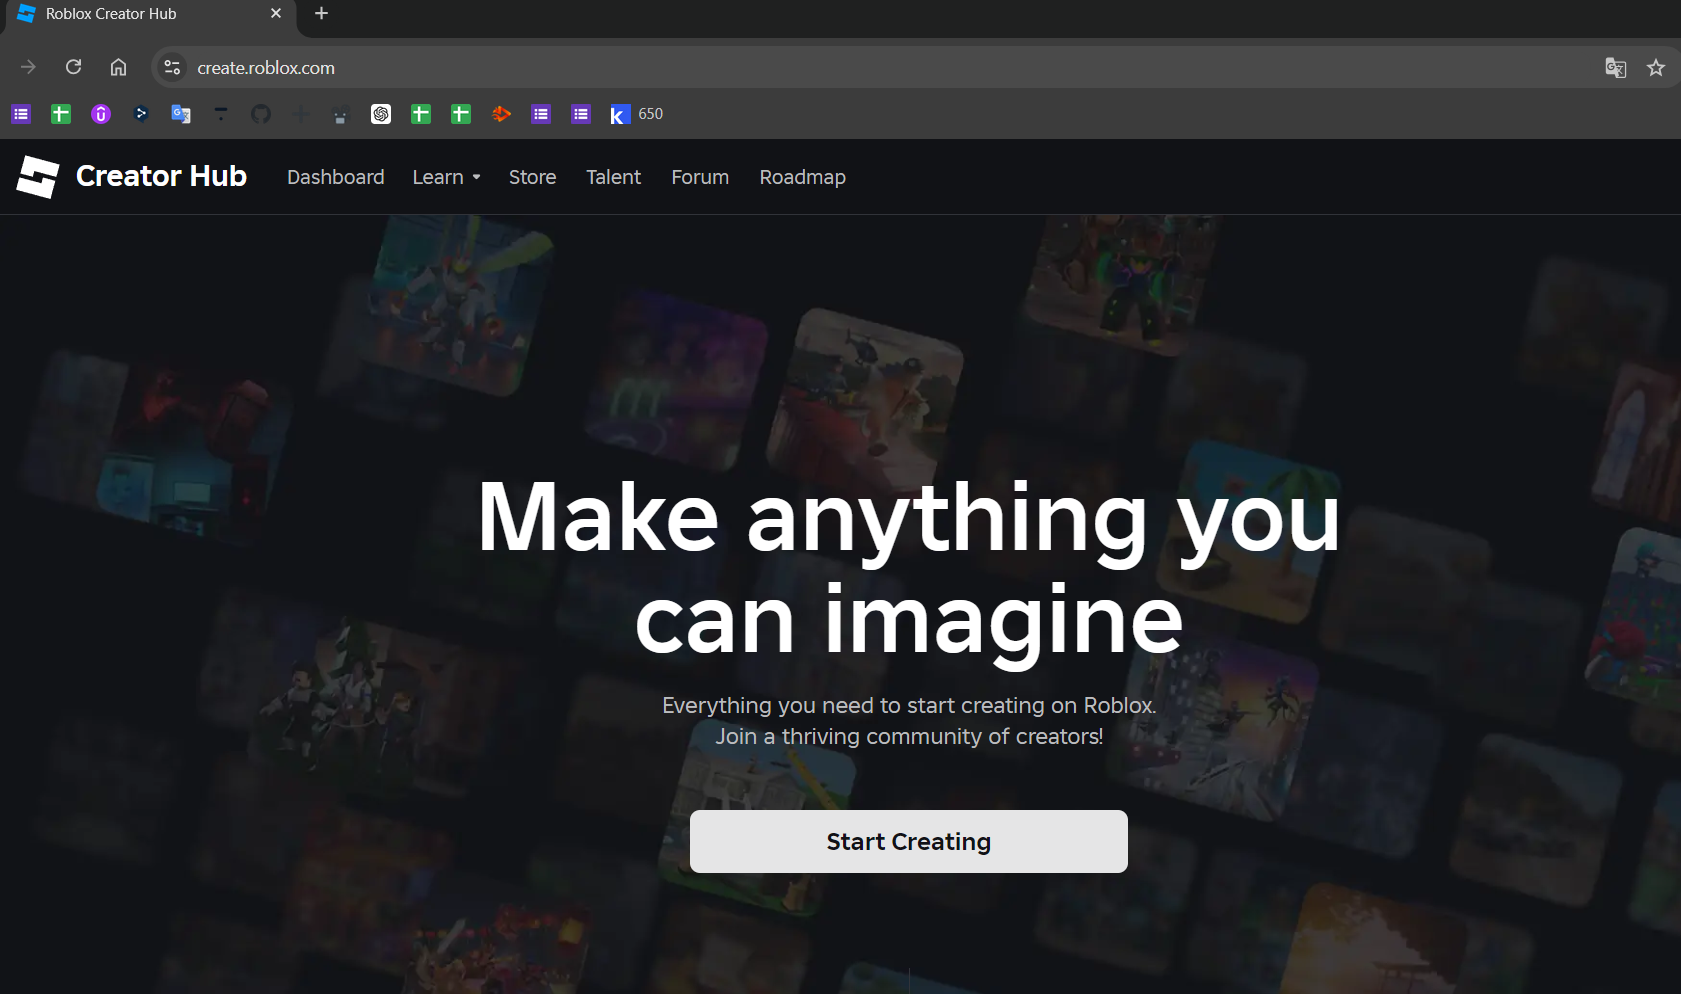 Roblox Creator Hub
create.roblox.com
650
Creator Hub Dashboard Learn Store Talent Forum Roadmap
Make anything you
can imagine
Everything you need to start creating on Roblox.
Join a thriving community of creators!
Start Creating